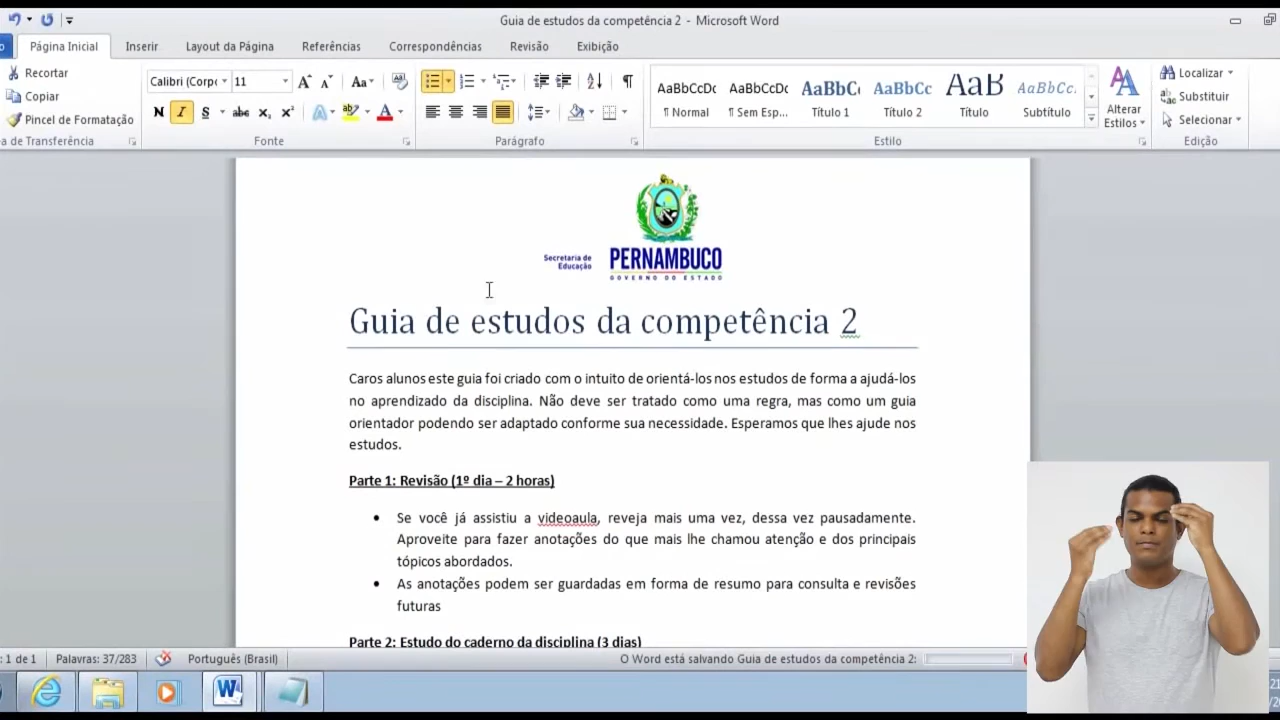 Guia de estudos da competência 2 - Microsoft Word
Página Inicial Inserir Layout da Página Referências Correspondências Revisão Exibição
Recortar
Copiar
Pincel de Formatação
a de Transferência
Calibri (Corpc 11
Fonte
Parágrafo
AaBbCcDc AaBbCcDc AaBbC AaBbCc AaB AaBbCc.
¶ Normal ¶ Sem Esp... Título 1 Título 2 Título Subtítulo
Alterar
Estilos
Estilo
Localizar
Substituir
Selecionar
Edição
Secretaria de
Educação
PERNAMBUCO
GOVERNO DO ESTADO
Guia de estudos da competência 2
Caros alunos este guia foi criado com o intuito de orientá-los nos estudos de forma a ajudá-los
no aprendizado da disciplina. Não deve ser tratado como uma regra, mas como um guia
orientador podendo ser adaptado conforme sua necessidade. Esperamos que lhes ajude nos
estudos.
Parte 1: Revisão (1º dia – 2 horas)
• Se você já assistiu a videoaula, reveja mais uma vez, dessa vez pausadamente.
Aproveite para fazer anotações do que mais lhe chamou atenção e dos principais
tópicos abordados.
• As anotações podem ser guardadas em forma de resumo para consulta e revisões
futuras
Parte 2: Estudo do caderno da disciplina (3 dias)
: 1 de 1 Palavras: 37/283 Português (Brasil) O Word está salvando Guia de estudos da competência 2: